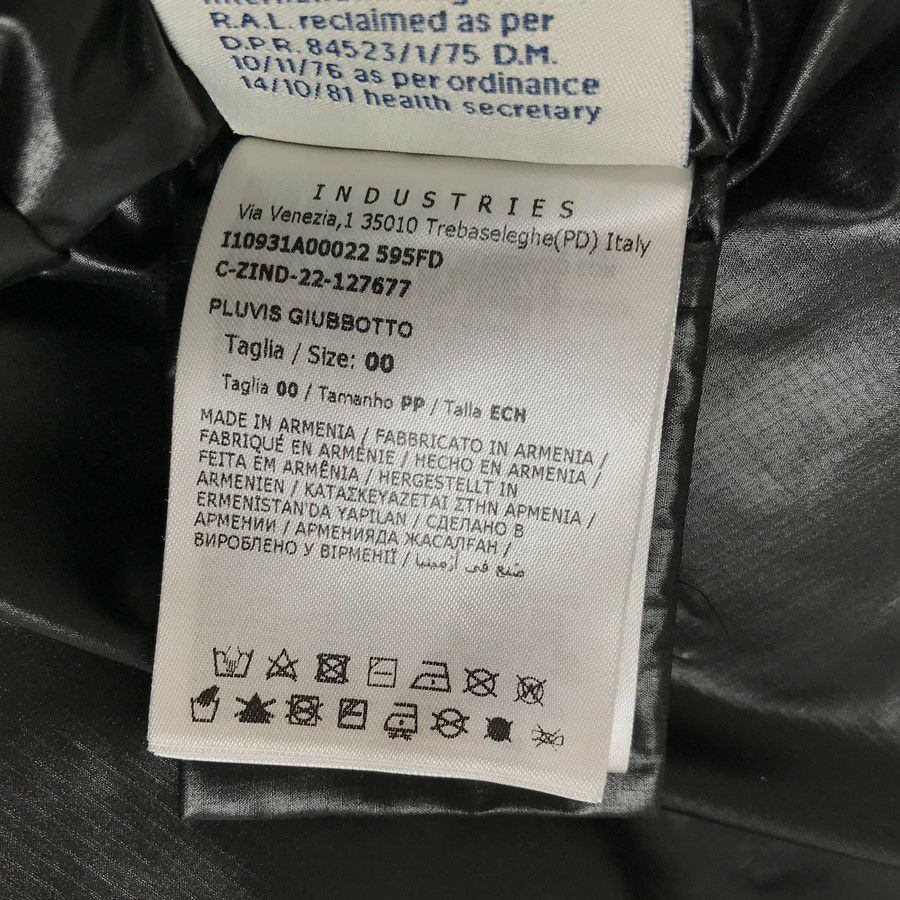 R.A.L. reclaimed as per
D.P.R. 84523/1/75 D.M.
10/11/76 as per ordinance
14/10/81 health secretary
INDUSTRIES
Via Venezia,1 35010 Trebaseleghe(PD) Italy
I10931A00022 595FD
C-ZIND-22-127677
PLUVIS GIUBBOTTO
Taglia / Size: 00
Taglia 00 / Tamanho PP / Talla ECH
MADE IN ARMENIA / FABBRICATO IN ARMENIA /
FABRIQUÉ EN ARMÉNIE / HECHO EN ARMENIA /
FEITA EM ARMÊNIA / HERGESTELLT IN
ARMENIEN / ΚΑΤΑΣΚΕΥΑΖΕΤΑΙ ΣΤΗΝ ΑΡΜΕΝΙΑ /
ERMENİSTAN'DA YAPILAN / СДЕЛАНО В
АРМЕНИИ / АРМЕНИЯДА ЖАСАЛҒАН /
ВИРОБЛЕНО У ВІРМЕНІЇ / صنع في أرمينيا